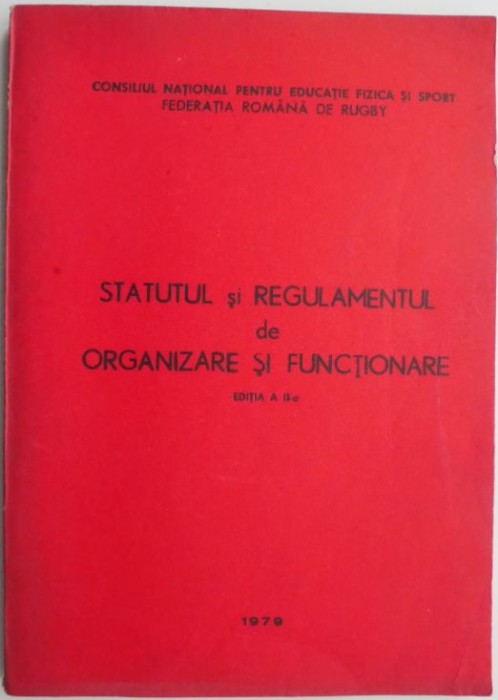 CONSILIUL NAȚIONAL PENTRU EDUCAȚIE FIZICA ȘI SPORT
FEDERAȚIA ROMÂNĂ DE RUGBY
STATUTUL și REGULAMENTUL
de
ORGANIZARE ȘI FUNCȚIONARE
EDIȚIA A II-a
1979